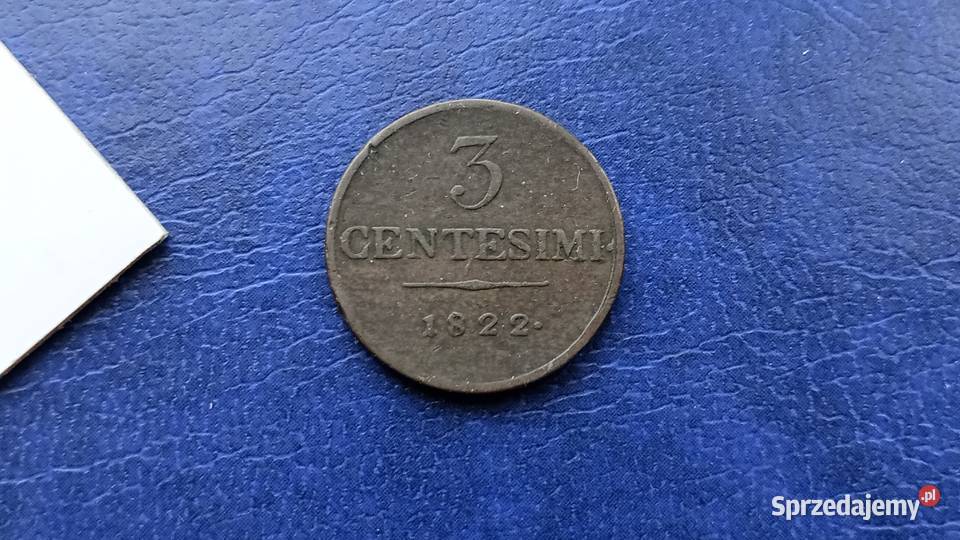 3
CENTESIMI
1822.
Sprzedajemy.pl